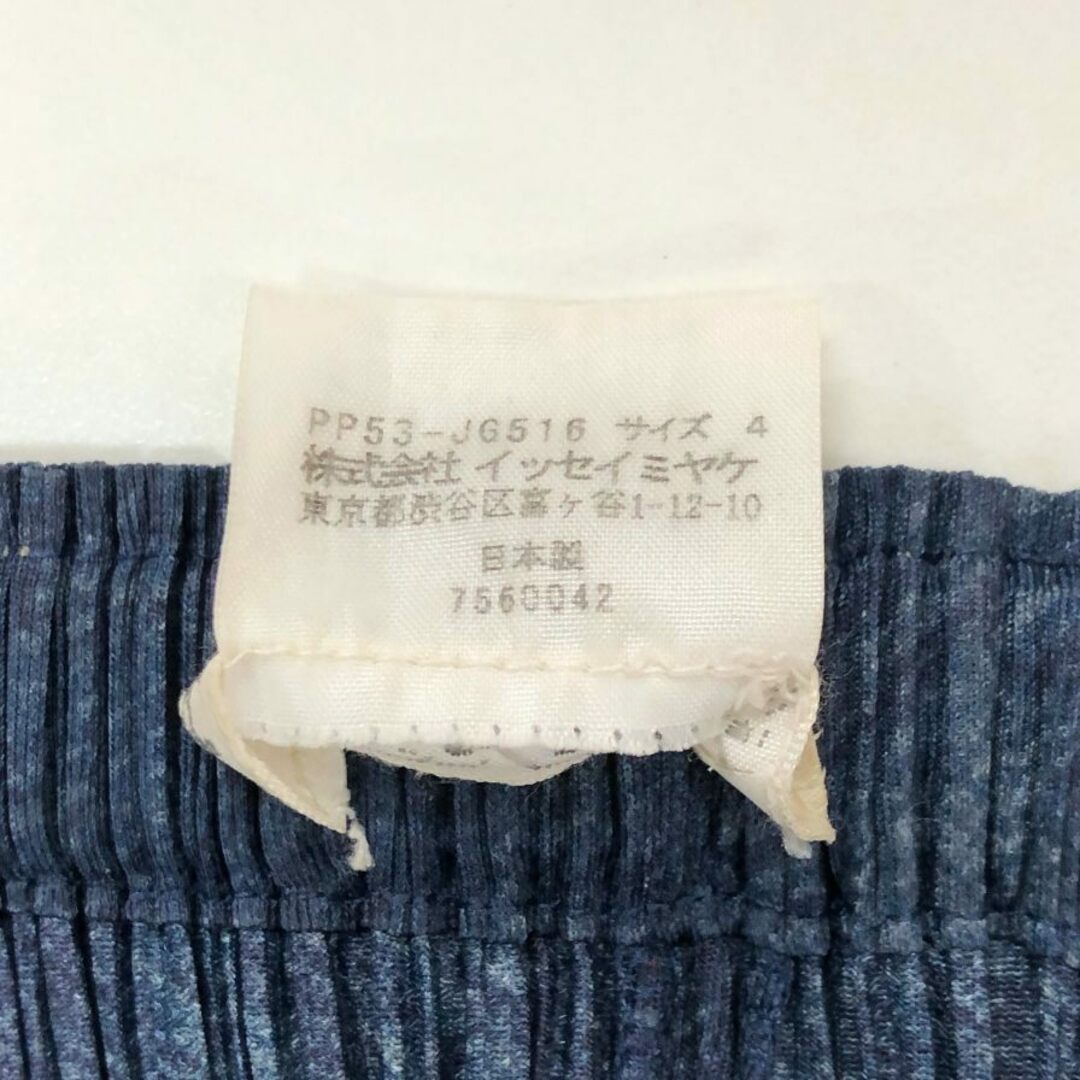 PP53-JG516 サイズ 4
株式会社 イッセイミヤケ
東京都渋谷区富ヶ谷1-12-10
日本製
7560042